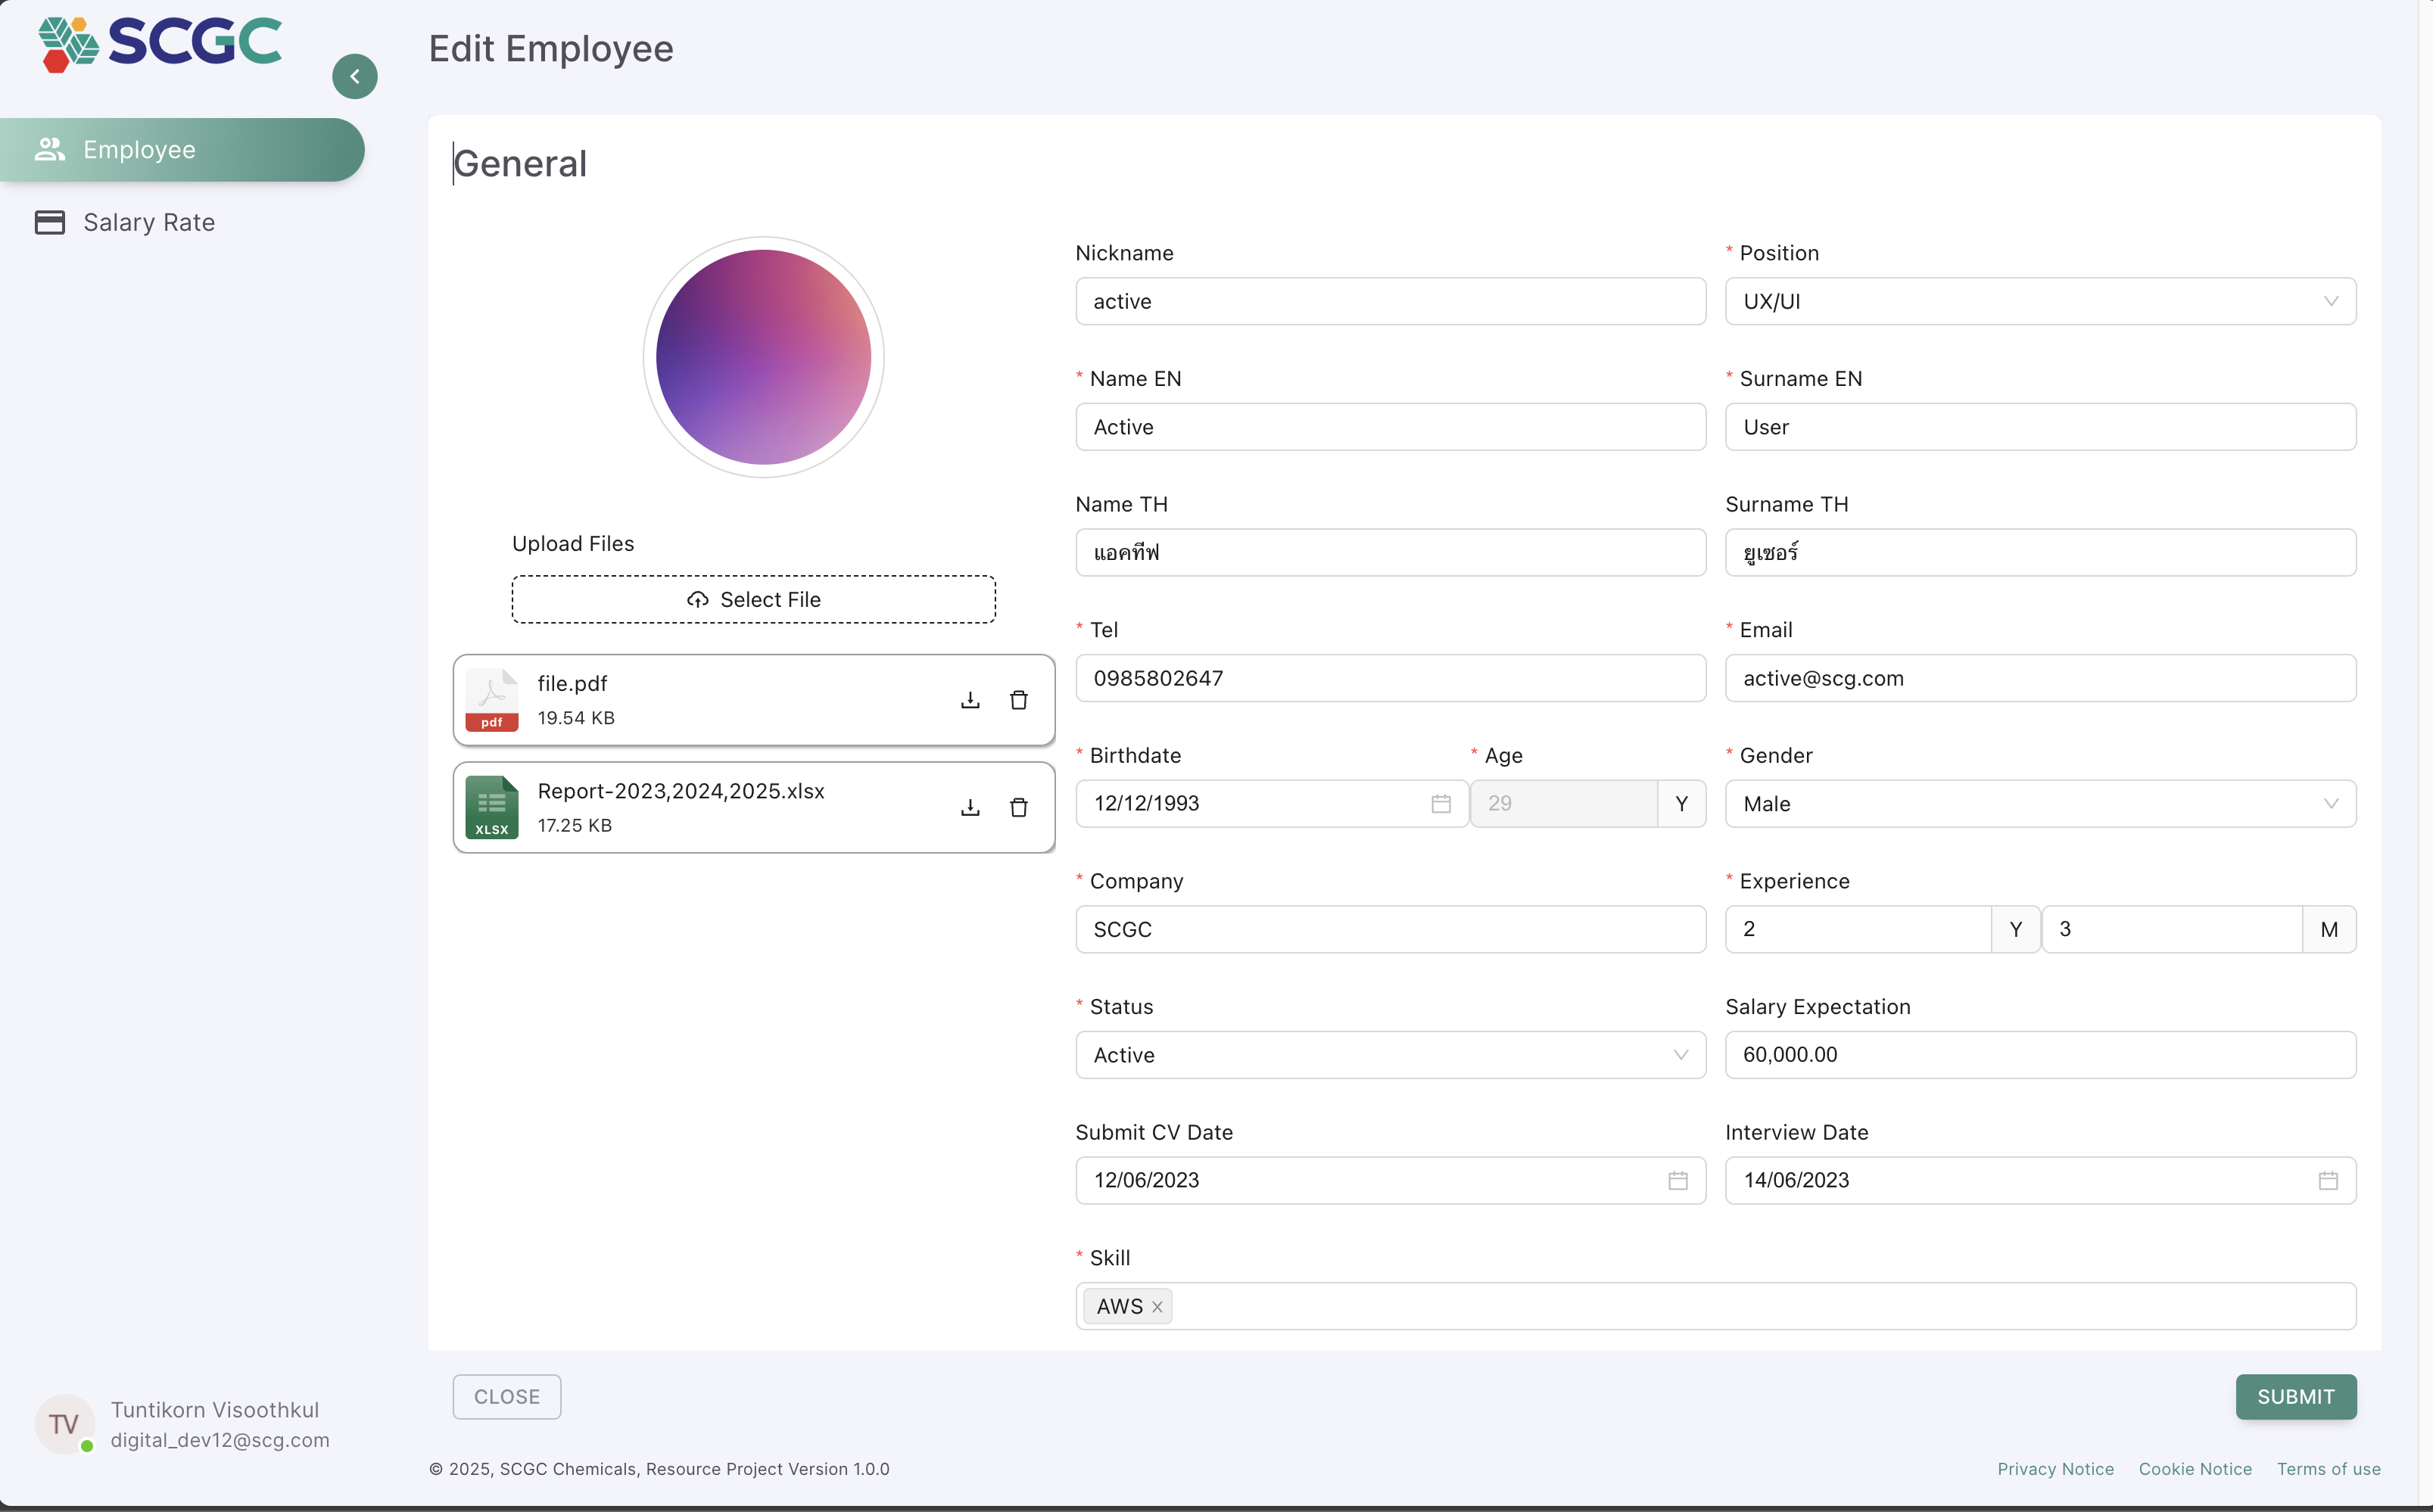 SCGC
Employee
Salary Rate
Edit Employee
General
Upload Files
Select File
pdf
file.pdf
19.54 KB
XLSX
Report-2023,2024,2025.xlsx
17.25 KB
Nickname
active
* Position
UX/UI
* Name EN
Active
* Surname EN
User
Name TH
แอคทีฟ
Surname TH
ยูเซอร์
* Tel
0985802647
* Email
active@scg.com
* Birthdate
12/12/1993
* Age
29 Y
* Gender
Male
* Company
SCGC
* Experience
2 Y 3 M
* Status
Active
Salary Expectation
60,000.00
Submit CV Date
12/06/2023
Interview Date
14/06/2023
* Skill
AWS
CLOSE
SUBMIT
TV
Tuntikorn Visoothkul
digital_dev12@scg.com
© 2025, SCGC Chemicals, Resource Project Version 1.0.0
Privacy Notice Cookie Notice Terms of use